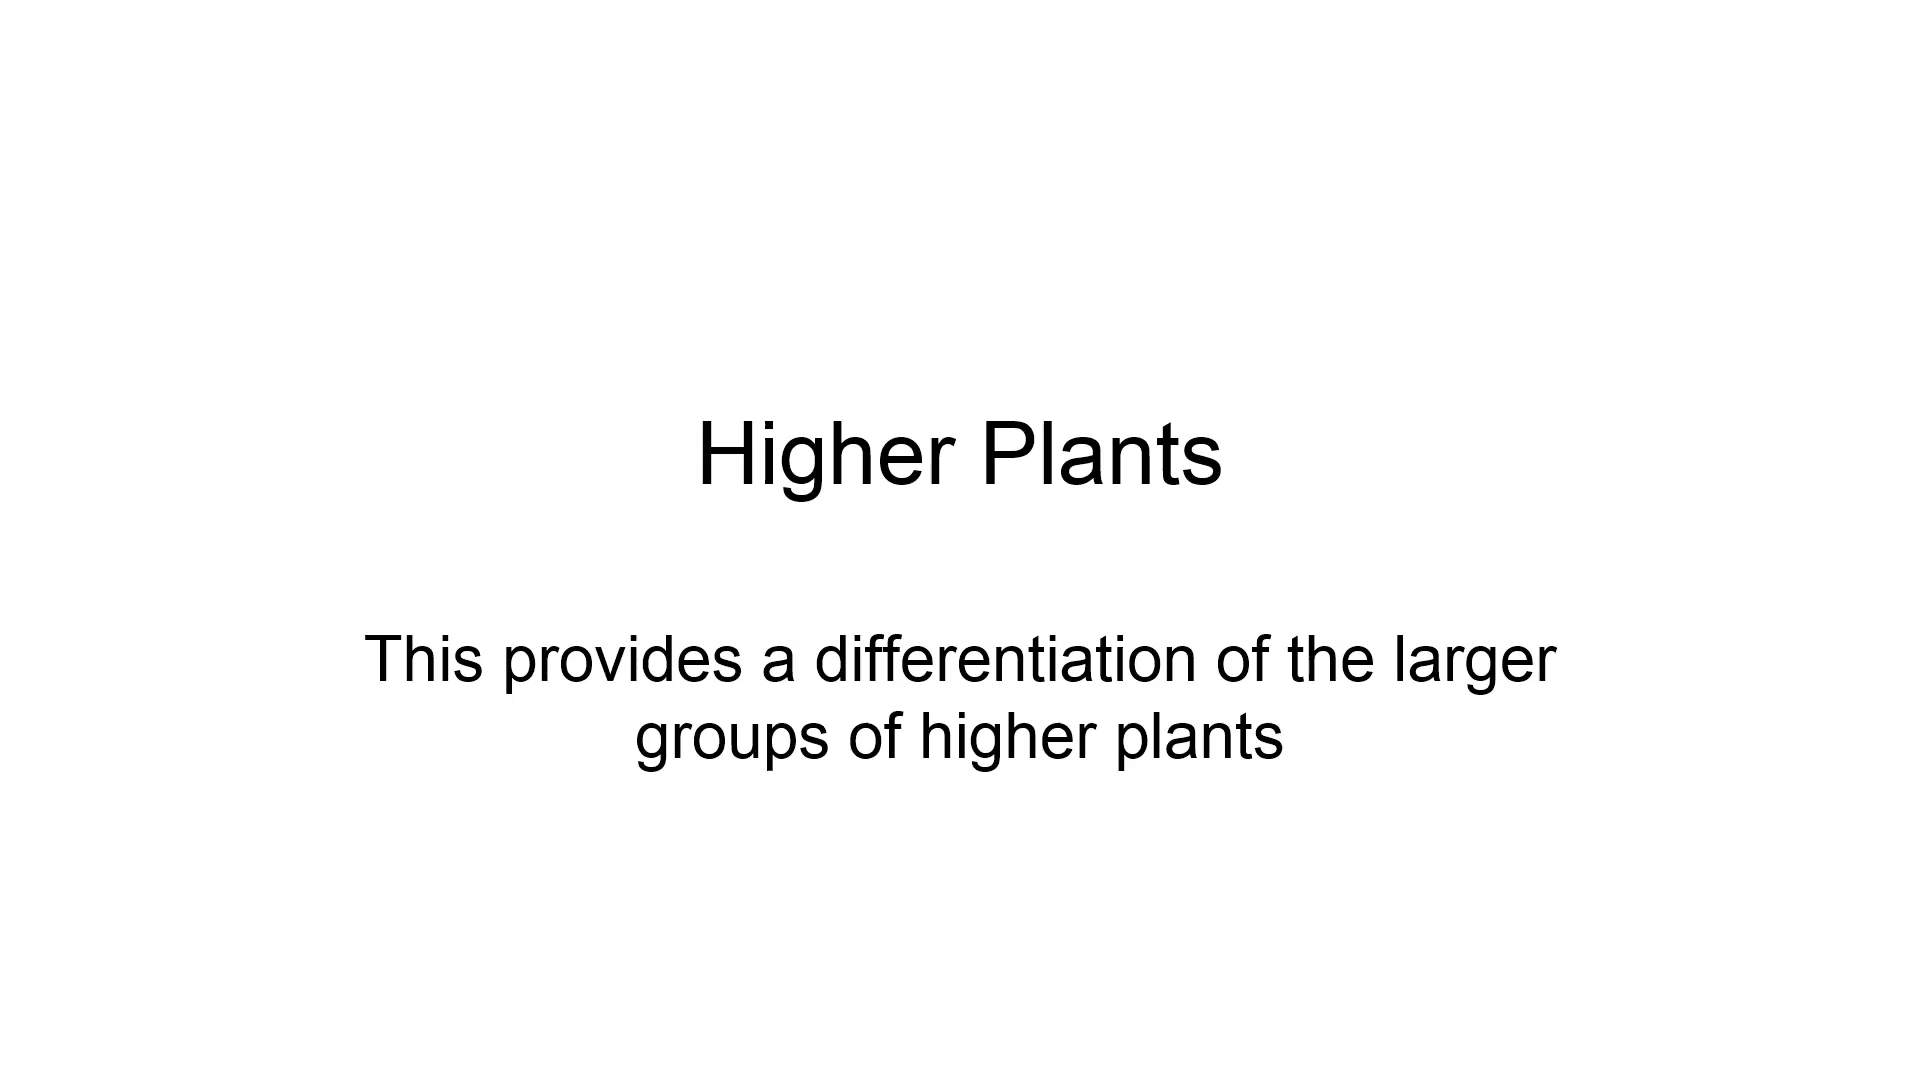 Higher Plants
This provides a differentiation of the larger
groups of higher plants